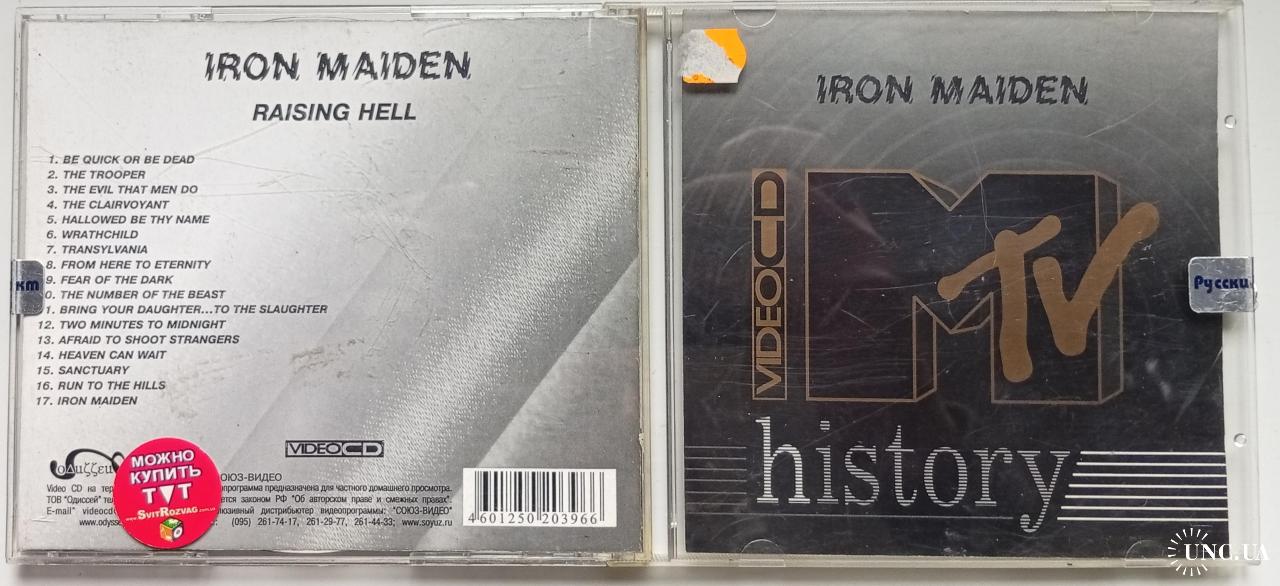 IRON MAIDEN
RAISING HELL
1. BE QUICK OR BE DEAD
2. THE TROOPER
3. THE EVIL THAT MEN DO
4. THE CLAIRVOYANT
5. HALLOWED BE THY NAME
6. WRATHCHILD
7. TRANSYLVANIA
8. FROM HERE TO ETERNITY
9. FEAR OF THE DARK
0. THE NUMBER OF THE BEAST
1. BRING YOUR DAUGHTER...TO THE SLAUGHTER
12. TWO MINUTES TO MIDNIGHT
13. AFRAID TO SHOOT STRANGERS
14. HEAVEN CAN WAIT
15. SANCTUARY
16. RUN TO THE HILLS
17. IRON MAIDEN
VIDEO CD
СОЮЗ-ВИДЕО
Video CD на программа предназначена для частного домашнего просмотра.
ТОВ "Одиссей" законом РФ "Об авторском праве и смежных правах".
E-mail" дистрибьютер видеопрограммы: "СОЮЗ-ВИДЕО"
(095) 261-74-17, 261-29-77, 261-44-33; www.soyuz.ru
МОЖНО
КУПИТЬ
ТУТ
www.SvitRozvag.com.ua
4601250203966
IRON MAIDEN
VIDEO CD
MTV
history
Русски
UNC.UA